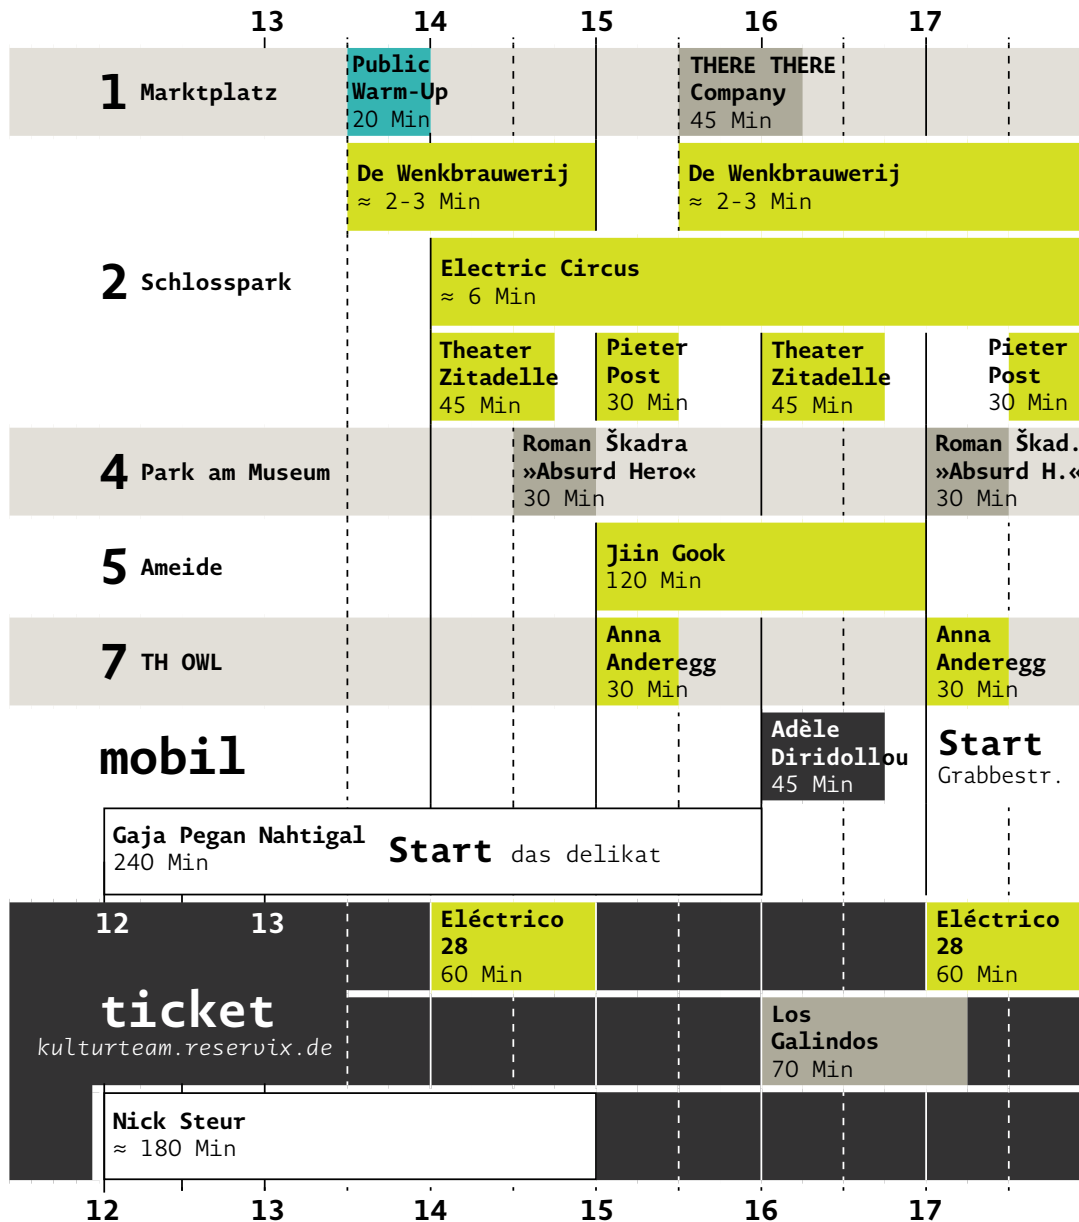 13 14 15 16 17
1 Marktplatz
Public
Warm-Up
20 Min
THERE THERE
Company
45 Min
De Wenkbrauwerij
≈ 2-3 Min
De Wenkbrauwerij
≈ 2-3 Min
2 Schlosspark
Electric Circus
≈ 6 Min
Theater
Zitadelle
45 Min
Pieter
Post
30 Min
Theater
Zitadelle
45 Min
Pieter
Post
30 Min
4 Park am Museum
Roman Škadra
»Absurd Hero«
30 Min
Roman Škad.
»Absurd H.«
30 Min
5 Ameide
Jiin Gook
120 Min
7 TH OWL
Anna
Anderegg
30 Min
Anna
Anderegg
30 Min
mobil
Adèle
Diridollou
45 Min
Start
Grabbestr.
Gaja Pegan Nahtigal
240 Min
Start das delikat
12 13
Eléctrico
28
60 Min
Eléctrico
28
60 Min
ticket
kulturteam.reservix.de
Los
Galindos
70 Min
Nick Steur
≈ 180 Min
12 13 14 15 16 17